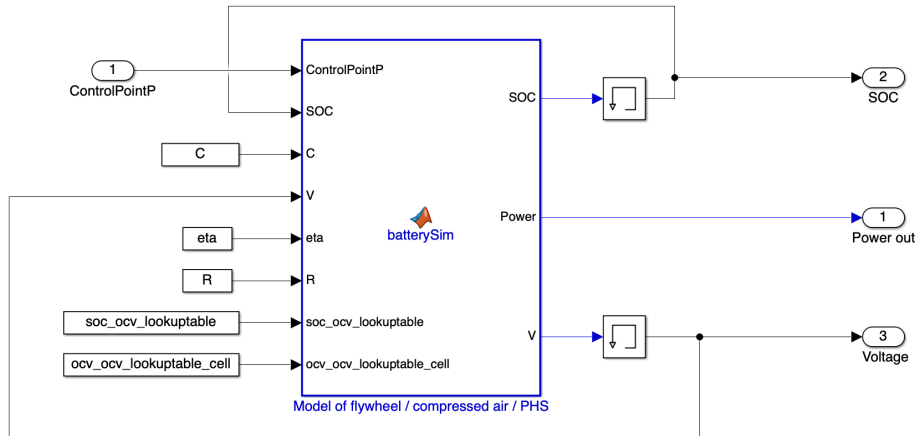 1
ControlPointP
C
eta
R
soc_ocv_lookuptable
ocv_ocv_lookuptable_cell
ControlPointP
SOC
C
V
eta
R
soc_ocv_lookuptable
ocv_ocv_lookuptable_cell
batterySim
SOC
Power
V
Model of flywheel / compressed air / PHS
2
SOC
1
Power out
3
Voltage